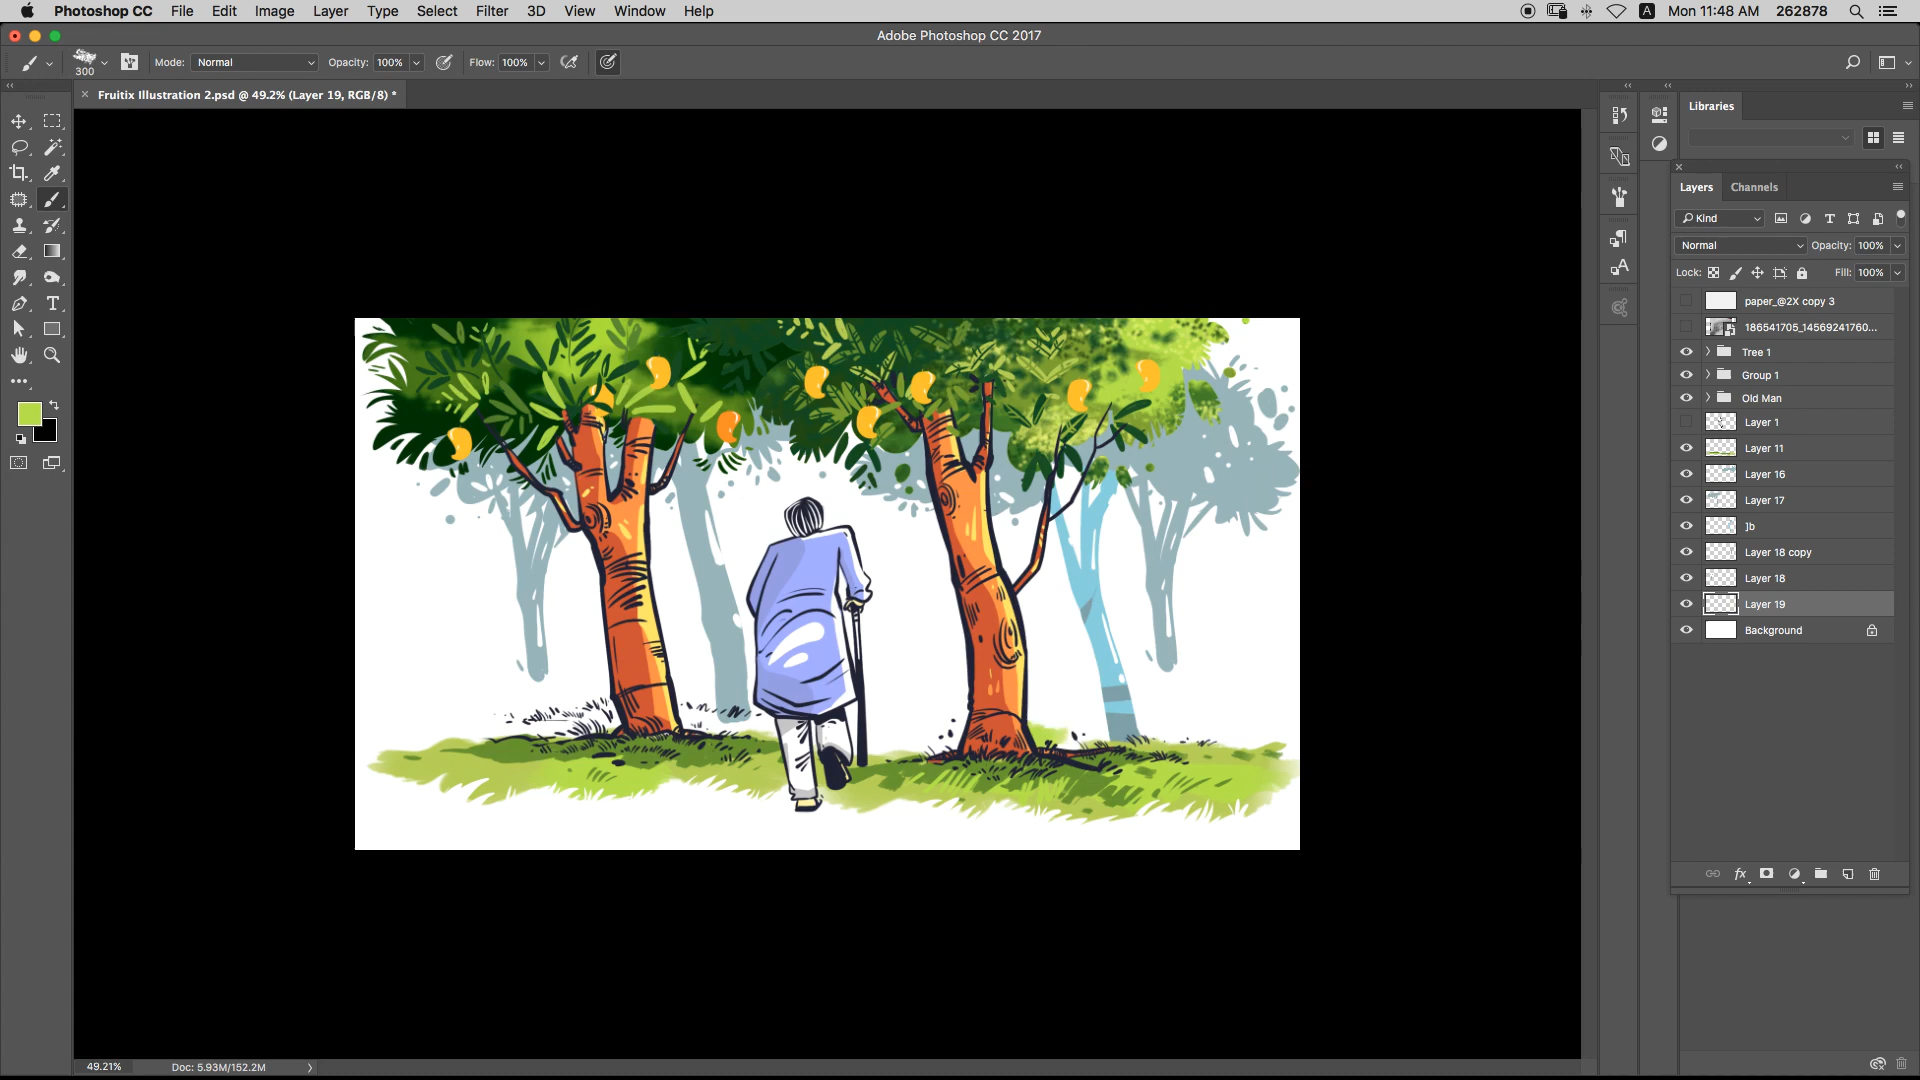 Photoshop CC File Edit Image Layer Type Select Filter 3D View Window Help A Mon 11:48 AM 262878
Adobe Photoshop CC 2017
300 Mode: Normal Opacity: 100% Flow: 100%
Fruitix Illustration 2.psd @ 49.2% (Layer 19, RGB/8) *
Libraries
Layers Channels
Kind
Normal Opacity: 100%
Lock: Fill: 100%
paper_@2X copy 3
186541705_14569241760...
Tree 1
Group 1
Old Man
Layer 1
Layer 11
Layer 16
Layer 17
]b
Layer 18 copy
Layer 18
Layer 19
Background
49.21% Doc: 5.93M/152.2M